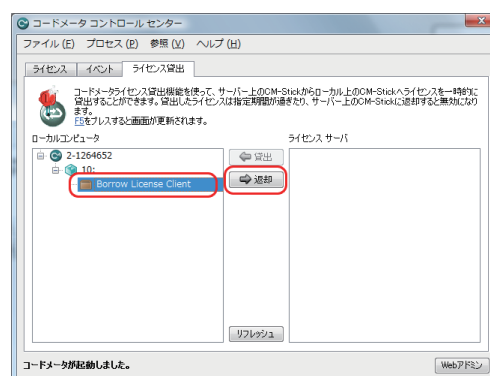 コードメータ コントロール センター
ファイル(F) プロセス(P) 参照(V) ヘルプ(H)
ライセンス イベント ライセンス貸出
コードメータライセンス貸出機能を使って、サーバー上のCM-Stickからローカル上のCM-Stickへライセンスを一時的に
貸出することができます。貸出したライセンスは指定期間が過ぎたり、サーバー上のCM-Stickに返却すると無効になり
ます。
F5をプレスすると画面が更新されます。
ローカルコンピュータ ライセンス サーバ
2-1264652
10:
Borrow License Client
貸出
返却
リフレッシュ
コードメータが起動しました。 Webアドミン